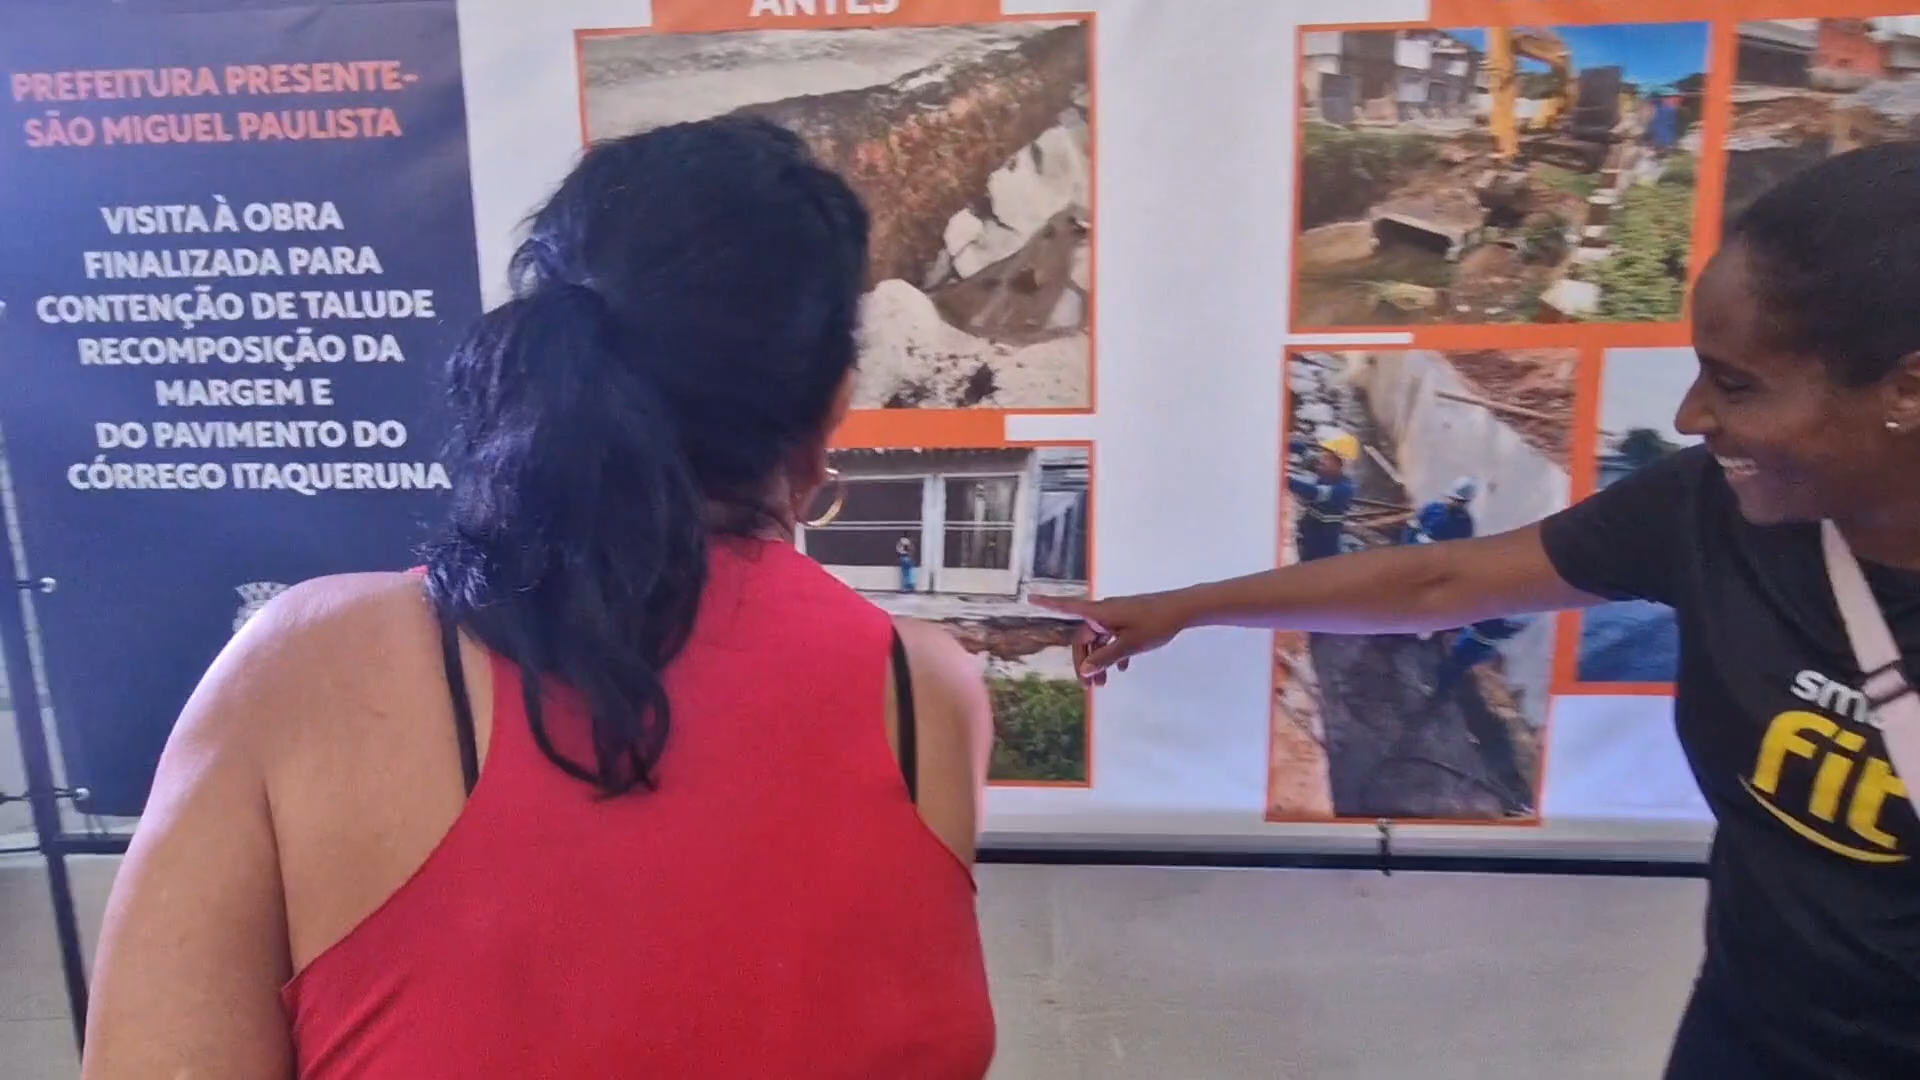 ANTES
PREFEITURA PRESENTE-
SÃO MIGUEL PAULISTA
VISITA À OBRA
FINALIZADA PARA
CONTENÇÃO DE TALUDE
RECOMPOSIÇÃO DA
MARGEM E
DO PAVIMENTO DO
CÓRREGO ITAQUERUNA
fit